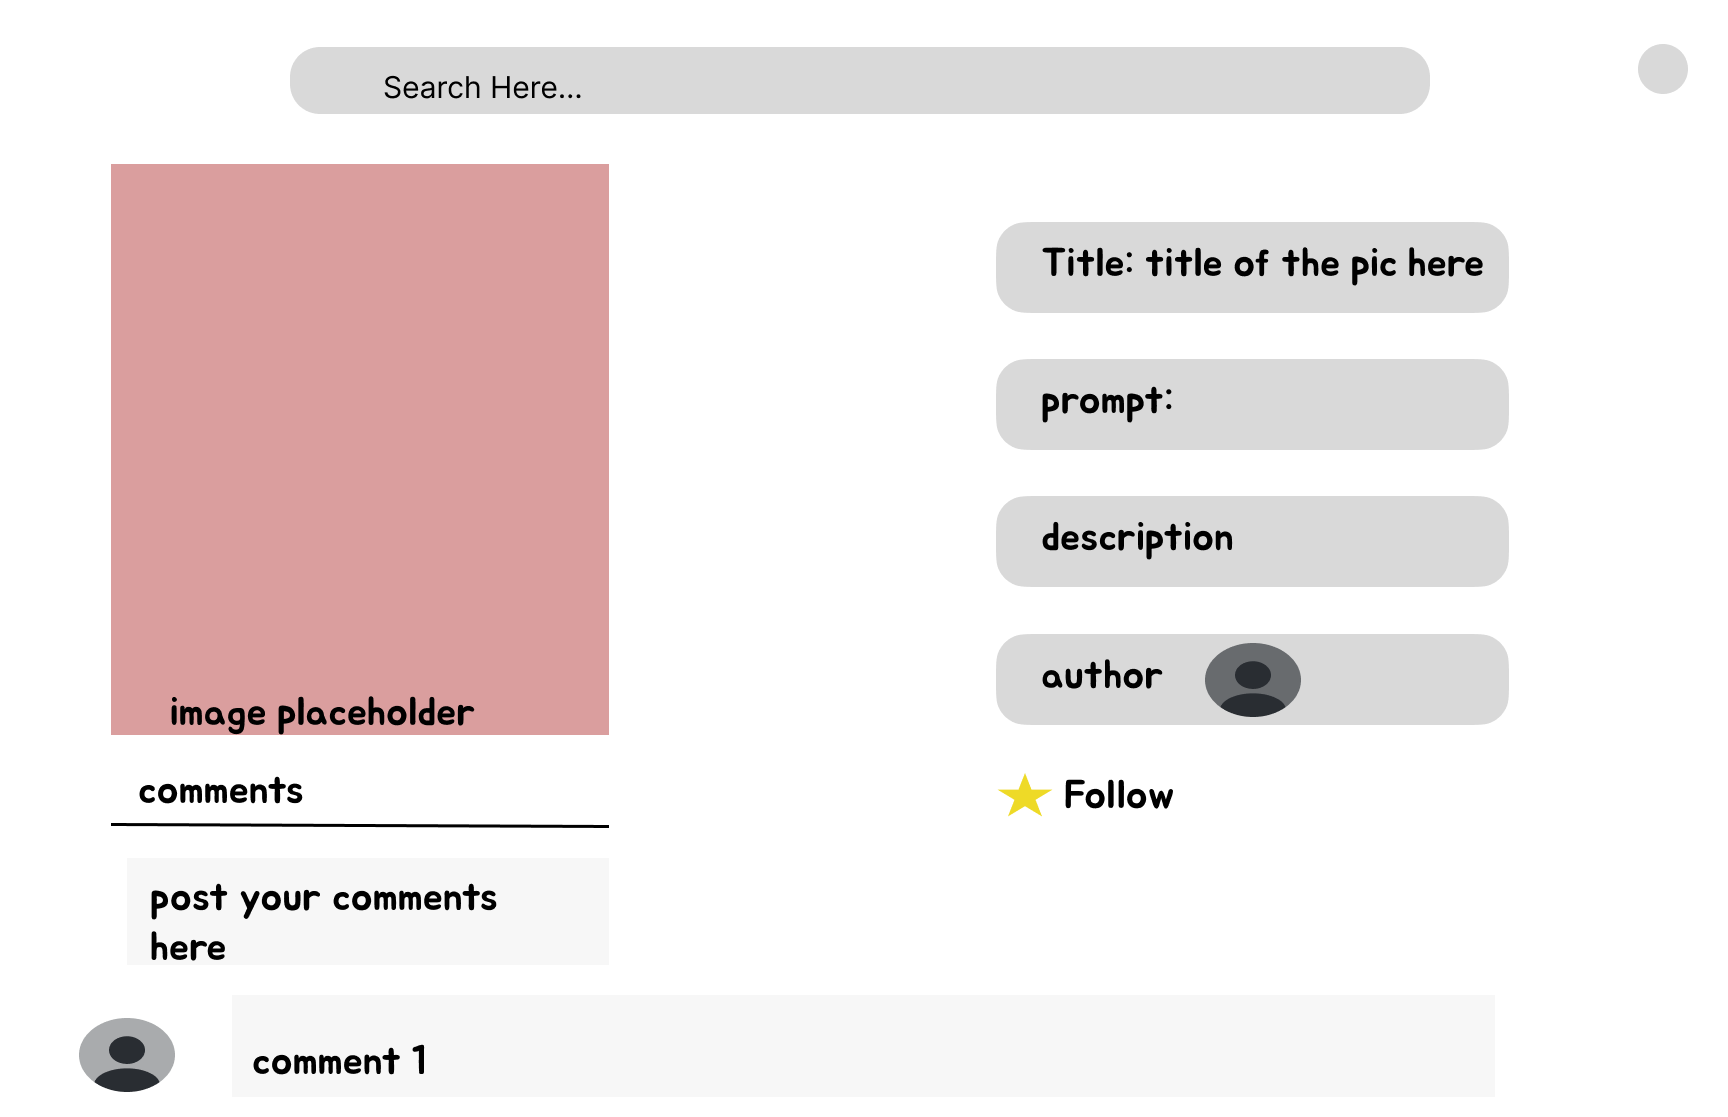 Search Here...
Title: title of the pic here
prompt:
description
author
image placeholder
comments
Follow
post your comments
here
comment 1